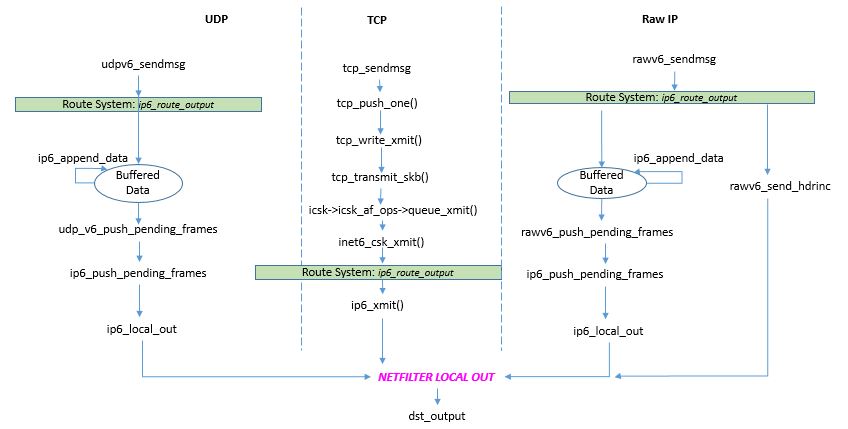 UDP
TCP
Raw IP
udpv6_sendmsg
Route System: ip6_route_output
ip6_append_data
Buffered
Data
udp_v6_push_pending_frames
ip6_push_pending_frames
ip6_local_out
tcp_sendmsg
tcp_push_one()
tcp_write_xmit()
tcp_transmit_skb()
icsk->icsk_af_ops->queue_xmit()
inet6_csk_xmit()
Route System: ip6_route_output
ip6_xmit()
rawv6_sendmsg
Route System: ip6_route_output
ip6_append_data
Buffered
Data
rawv6_send_hdrinc
rawv6_push_pending_frames
ip6_push_pending_frames
ip6_local_out
NETFILTER LOCAL OUT
dst_output